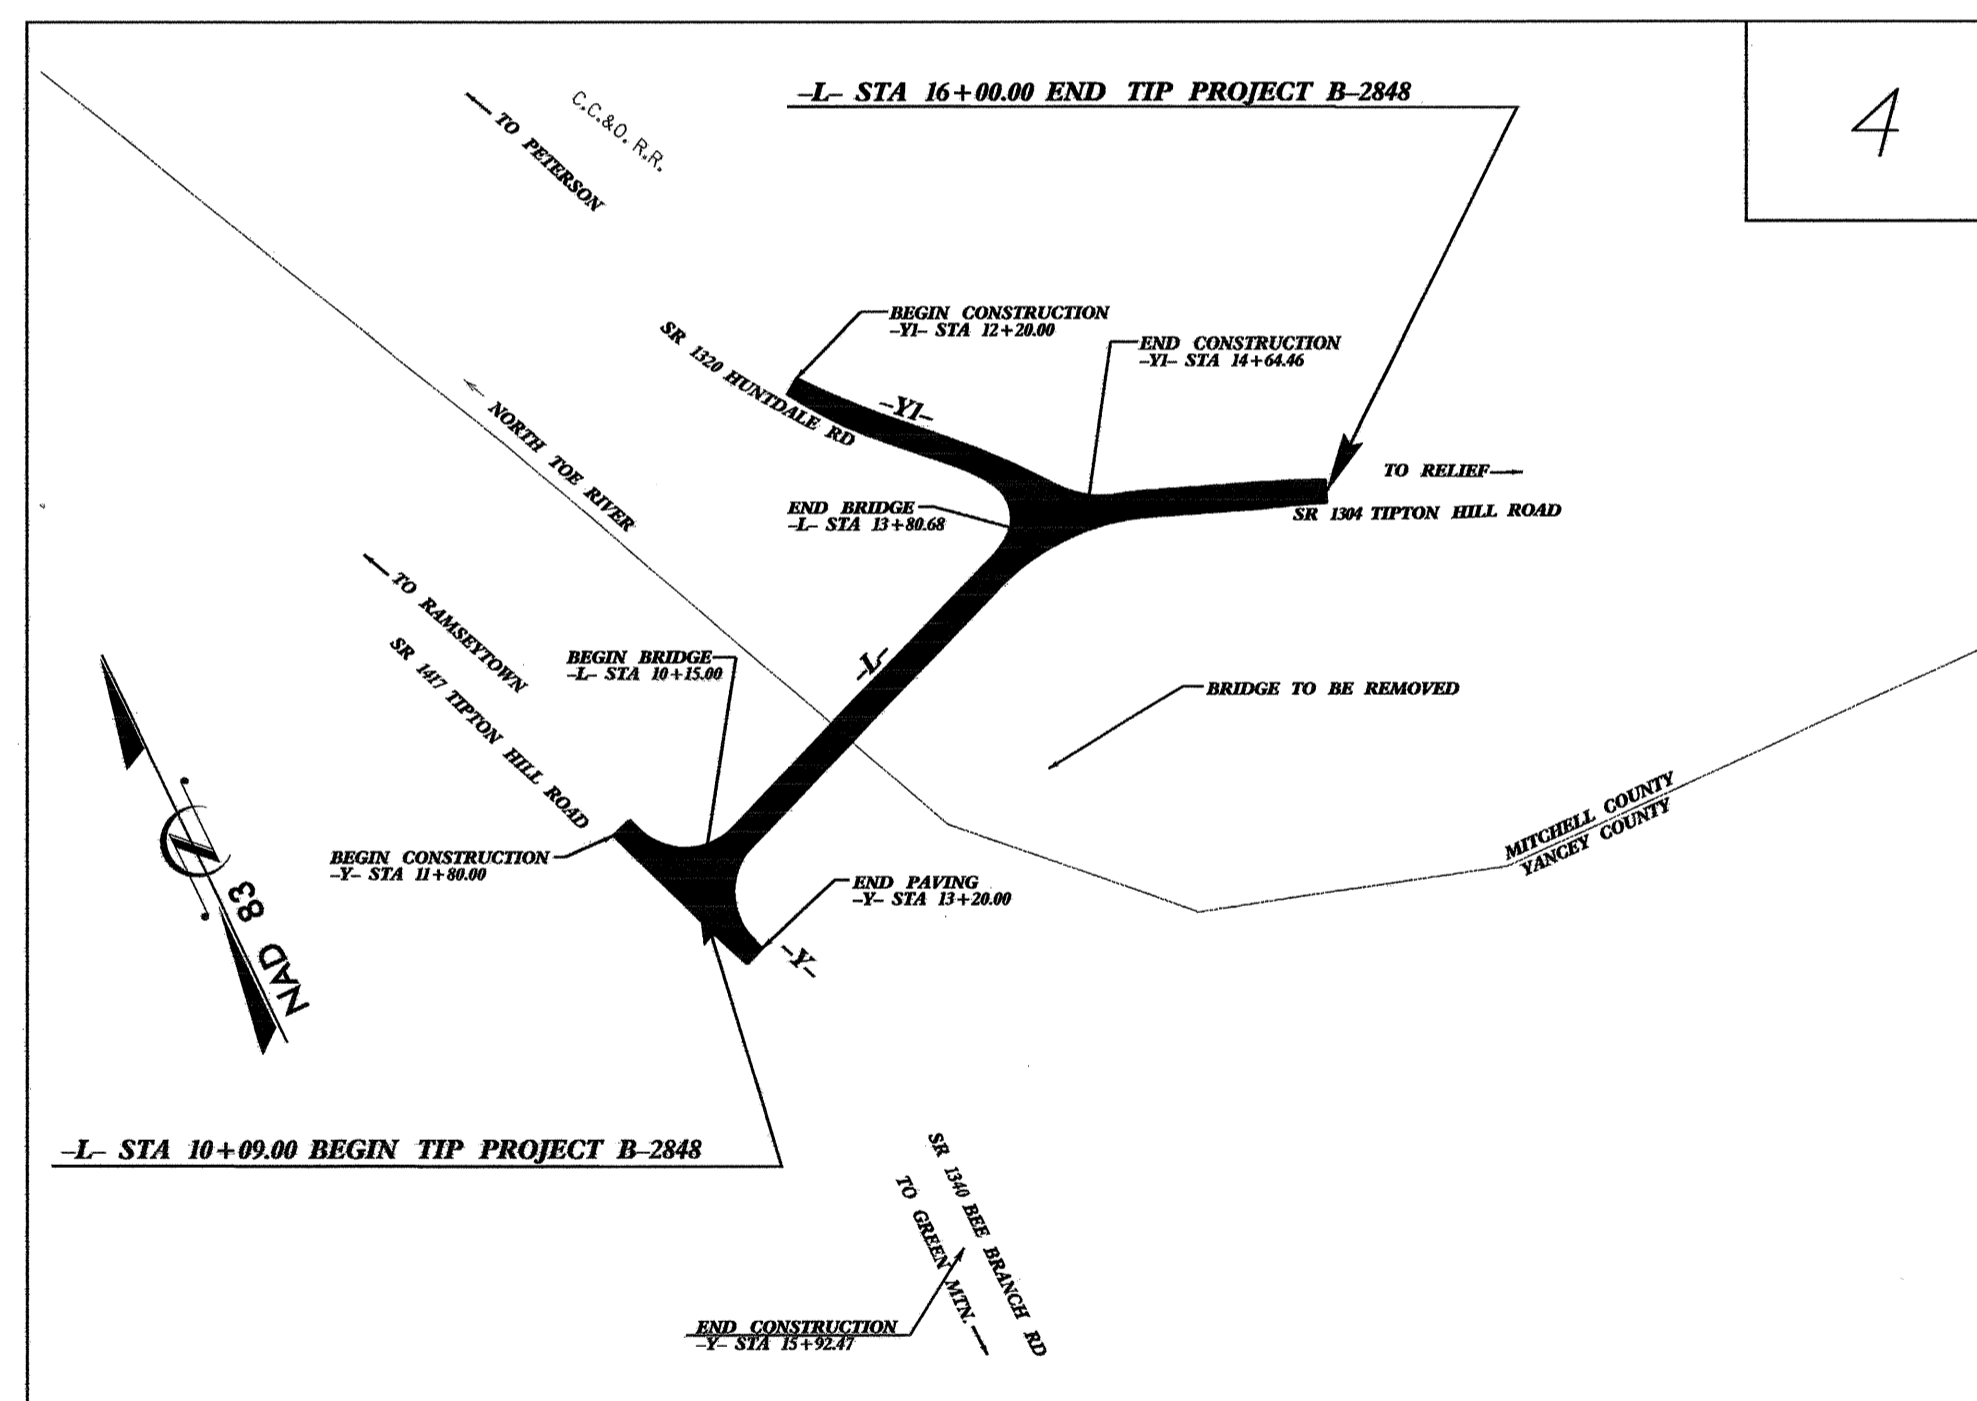 -L- STA 16+00.00 END TIP PROJECT B-2848
4
C.C.&O. R.R.
TO PETERSON
BEGIN CONSTRUCTION
-Y1- STA 12+20.00
END CONSTRUCTION
-Y1- STA 14+64.46
SR 1320 HUNTDALE RD
-Y1-
NORTH TOE RIVER
TO RELIEF
SR 1304 TIPTON HILL ROAD
END BRIDGE
-L- STA 13+80.68
TO RAMSEYTOWN
SR 1417 TIPTON HILL ROAD
BEGIN BRIDGE
-L- STA 10+15.00
-L-
BRIDGE TO BE REMOVED
MITCHELL COUNTY
YANCEY COUNTY
BEGIN CONSTRUCTION
-Y- STA 11+80.00
END PAVING
-Y- STA 13+20.00
-Y-
N
NAD 83
-L- STA 10+09.00 BEGIN TIP PROJECT B-2848
SR 1340 BEE BRANCH RD
TO GREEN MTN.
END CONSTRUCTION
-Y- STA 15+92.47